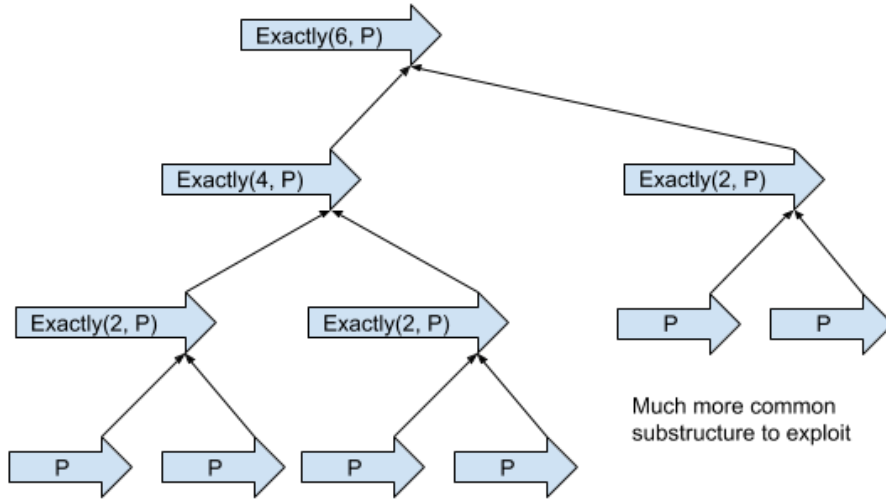 Exactly(6, P)
Exactly(4, P)
Exactly(2, P)
Exactly(2, P)
Exactly(2, P)
P
P
Much more common
substructure to exploit
P
P
P
P